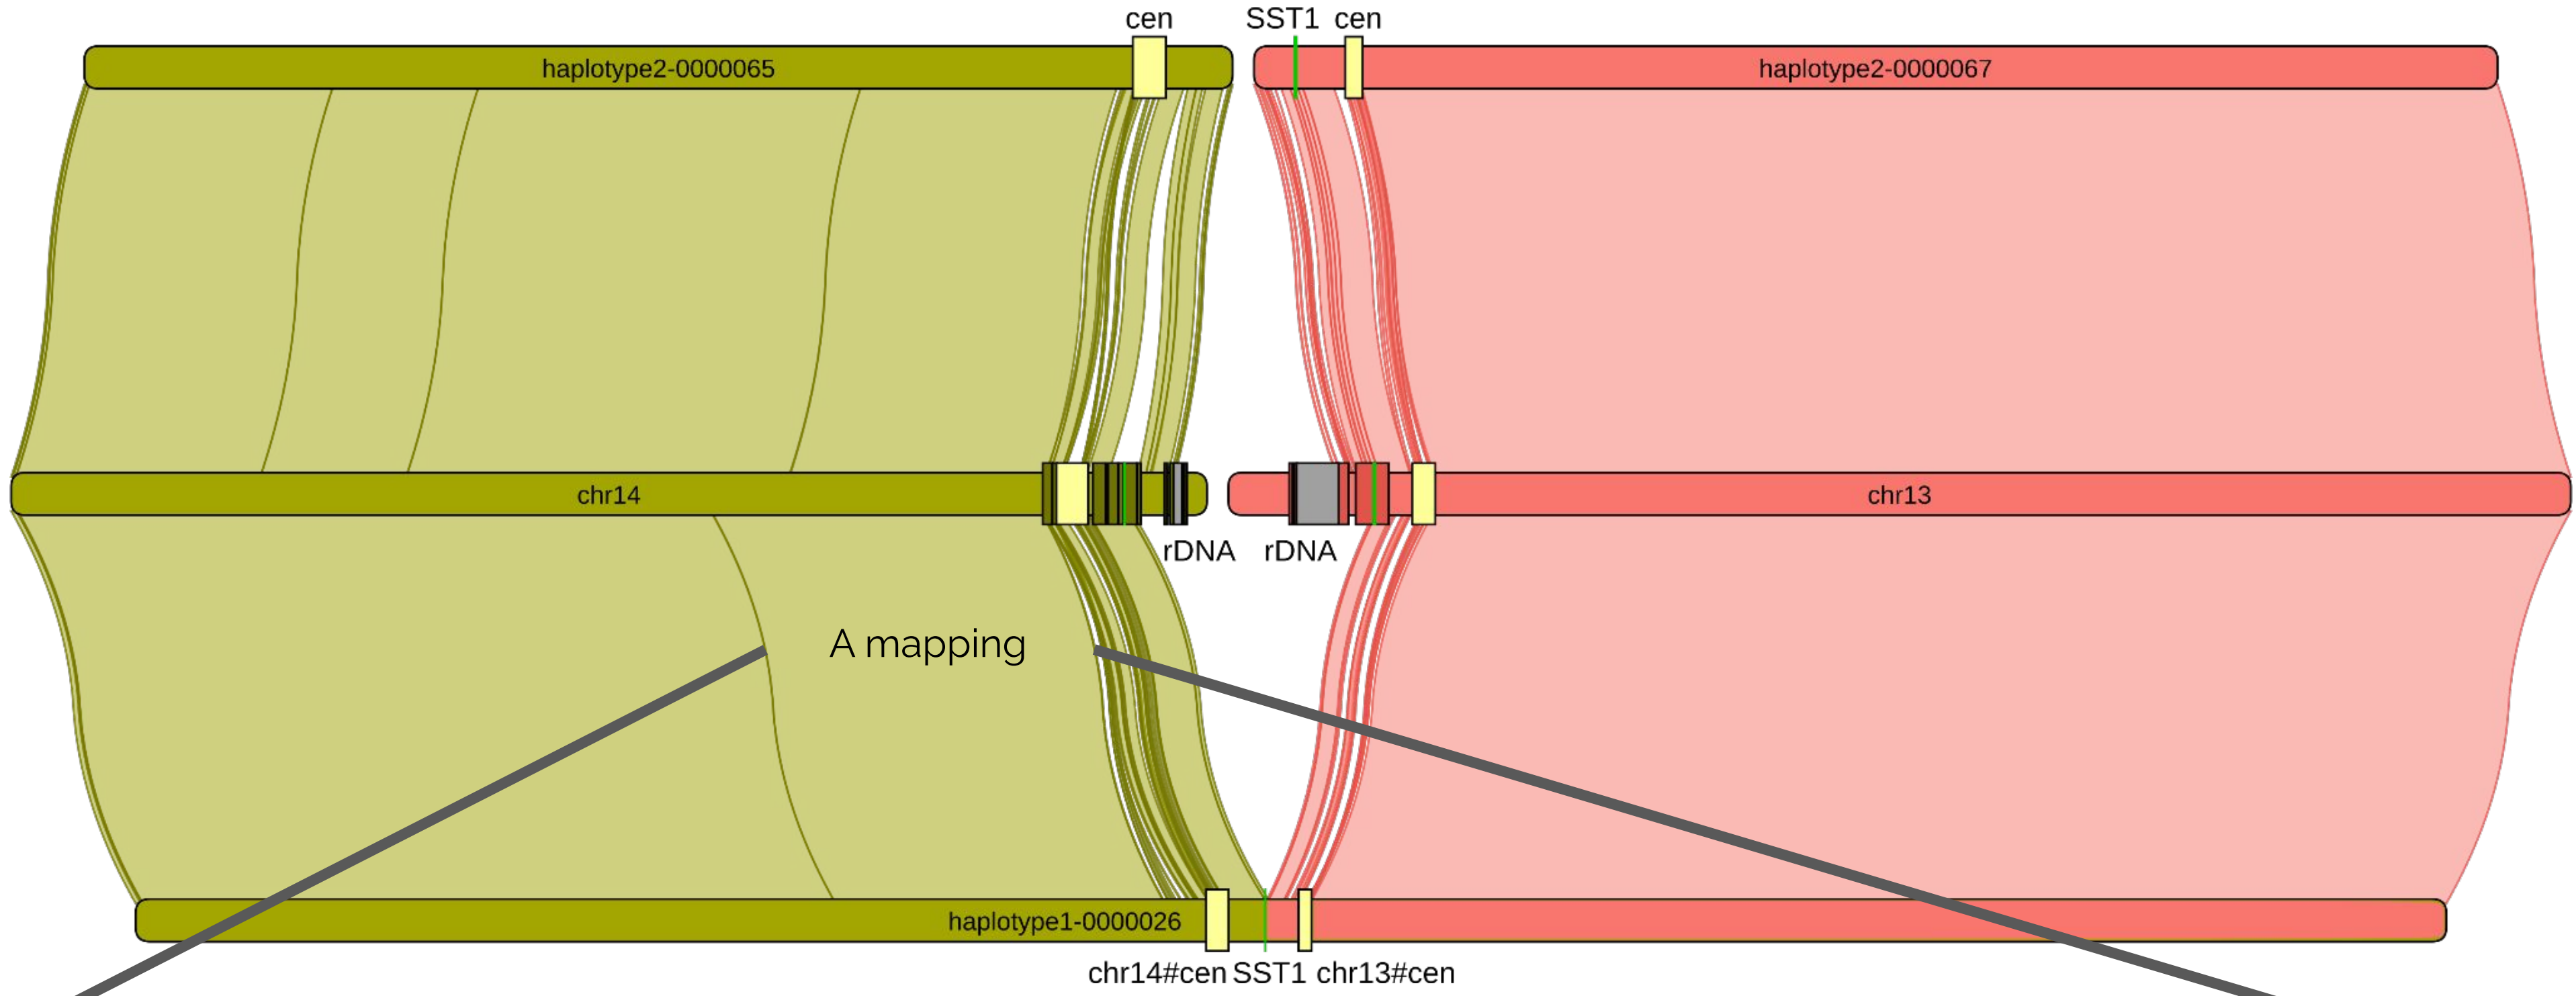 cen SST1 cen
haplotype2-0000065 haplotype2-0000067
chr14 chr13
rDNA rDNA
A mapping
haplotype1-0000026
chr14#cen SST1 chr13#cen